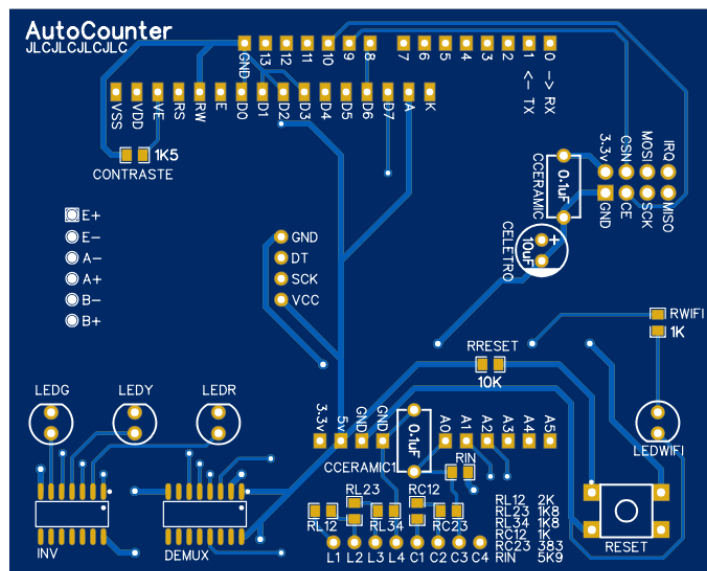 AutoCounter
JLCJLCJLCJLC
GND 13 12 11 10 9 8 7 6 5 4 3 2 1 0
<- TX -> RX
VSS VDD VE RS RW E D0 D1 D2 D3 D4 D5 D6 D7 A K
1K5
CONTRASTE
3.3v CSN MOSI IRQ
CCERAMIC
0.1uF
GND CE SCK MISO
E+
E-
A-
A+
B-
B+
GND
DT
SCK
VCC
CELETRO
+
10uF
RWIFI
1K
RRESET
10K
LEDG LEDY LEDR
3.3v 5v GND GND
0.1uF
A0 A1 A2 A3 A4 A5
LEDWIFI
CCERAMIC1
RIN
RL23 RC12
RL12 RL34 RC23
RL12 2K
RL23 1K8
RL34 1K8
RC12 1K
RC23 383
RIN 5K9
INV DEMUX
L1 L2 L3 L4 C1 C2 C3 C4
RESET